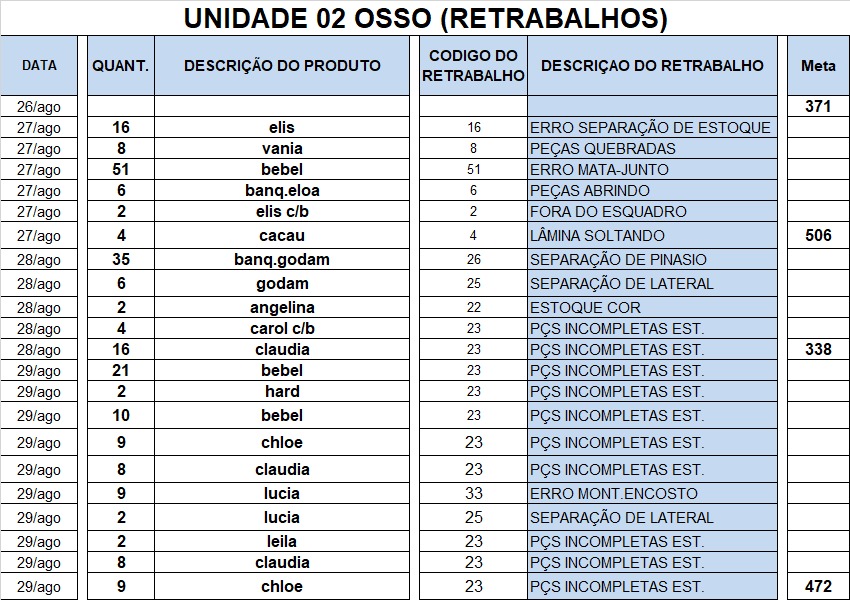 UNIDADE 02 OSSO (RETRABALHOS)
DATA QUANT. DESCRIÇÃO DO PRODUTO CODIGO DO RETRABALHO DESCRIÇAO DO RETRABALHO Meta
26/ago 371
27/ago 16 elis 16 ERRO SEPARAÇÃO DE ESTOQUE
27/ago 8 vania 8 PEÇAS QUEBRADAS
27/ago 51 bebel 51 ERRO MATA-JUNTO
27/ago 6 banq.eloa 6 PEÇAS ABRINDO
27/ago 2 elis c/b 2 FORA DO ESQUADRO
27/ago 4 cacau 4 LÂMINA SOLTANDO 506
28/ago 35 banq.godam 26 SEPARAÇÃO DE PINASIO
28/ago 6 godam 25 SEPARAÇÃO DE LATERAL
28/ago 2 angelina 22 ESTOQUE COR
28/ago 4 carol c/b 23 PÇS INCOMPLETAS EST.
28/ago 16 claudia 23 PÇS INCOMPLETAS EST. 338
29/ago 21 bebel 23 PÇS INCOMPLETAS EST.
29/ago 2 hard 23 PÇS INCOMPLETAS EST.
29/ago 10 bebel 23 PÇS INCOMPLETAS EST.
29/ago 9 chloe 23 PÇS INCOMPLETAS EST.
29/ago 8 claudia 23 PÇS INCOMPLETAS EST.
29/ago 9 lucia 33 ERRO MONT.ENCOSTO
29/ago 2 lucia 25 SEPARAÇÃO DE LATERAL
29/ago 2 leila 23 PÇS INCOMPLETAS EST.
29/ago 8 claudia 23 PÇS INCOMPLETAS EST.
29/ago 9 chloe 23 PÇS INCOMPLETAS EST. 472